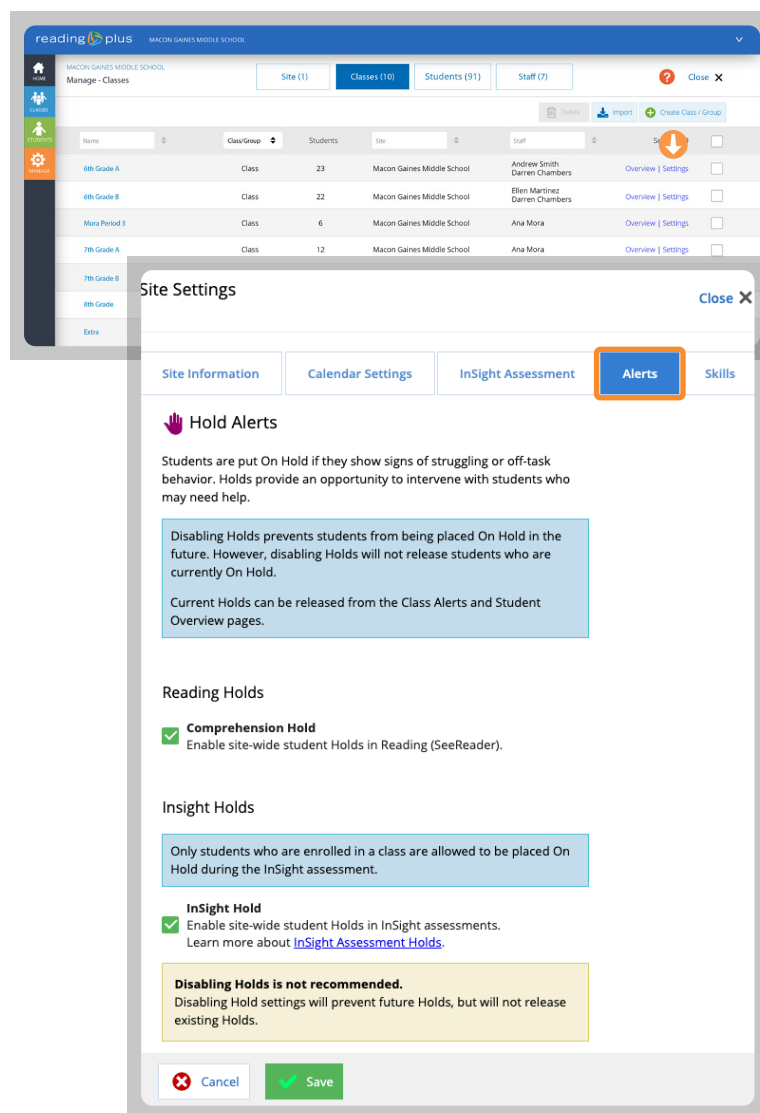 reading plus MACON GAINES MIDDLE SCHOOL
HOME
CLASSES
STUDENTS
MANAGE
MACON GAINES MIDDLE SCHOOL
Manage - Classes
Site (1) Classes (10) Students (91) Staff (7) ? Close X
Delete Import Create Class / Group
Name Class/Group Students Site Staff
6th Grade A Class 23 Macon Gaines Middle School Andrew Smith
Darren Chambers Overview | Settings
6th Grade B Class 22 Macon Gaines Middle School Ellen Martinez
Darren Chambers Overview | Settings
Mora Period 3 Class 6 Macon Gaines Middle School Ana Mora Overview | Settings
7th Grade A Class 12 Macon Gaines Middle School Ana Mora Overview | Settings
7th Grade B
8th Grade
Extra
Site Settings
Close X
Site Information Calendar Settings InSight Assessment Alerts Skills
Hold Alerts
Students are put On Hold if they show signs of struggling or off-task
behavior. Holds provide an opportunity to intervene with students who
may need help.
Disabling Holds prevents students from being placed On Hold in the
future. However, disabling Holds will not release students who are
currently On Hold.
Current Holds can be released from the Class Alerts and Student
Overview pages.
Reading Holds
Comprehension Hold
Enable site-wide student Holds in Reading (SeeReader).
Insight Holds
Only students who are enrolled in a class are allowed to be placed On
Hold during the InSight assessment.
InSight Hold
Enable site-wide student Holds in InSight assessments.
Learn more about InSight Assessment Holds.
Disabling Holds is not recommended.
Disabling Hold settings will prevent future Holds, but will not release
existing Holds.
Cancel Save